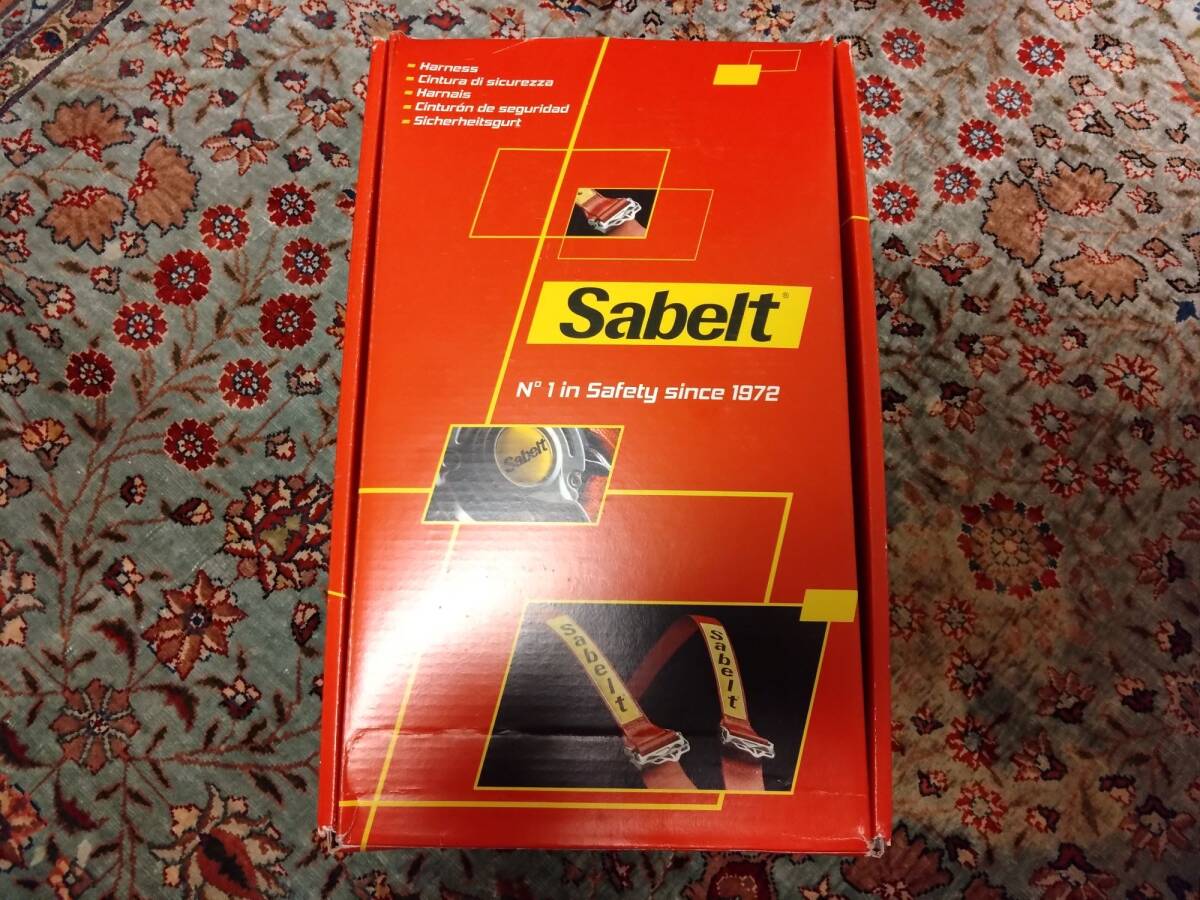 Harness
Cintura di sicurezza
Harnais
Cinturón de seguridad
Sicherheitsgurt
Sabelt®
N° 1 in Safety since 1972
Sabelt
Sabelt
Sabelt